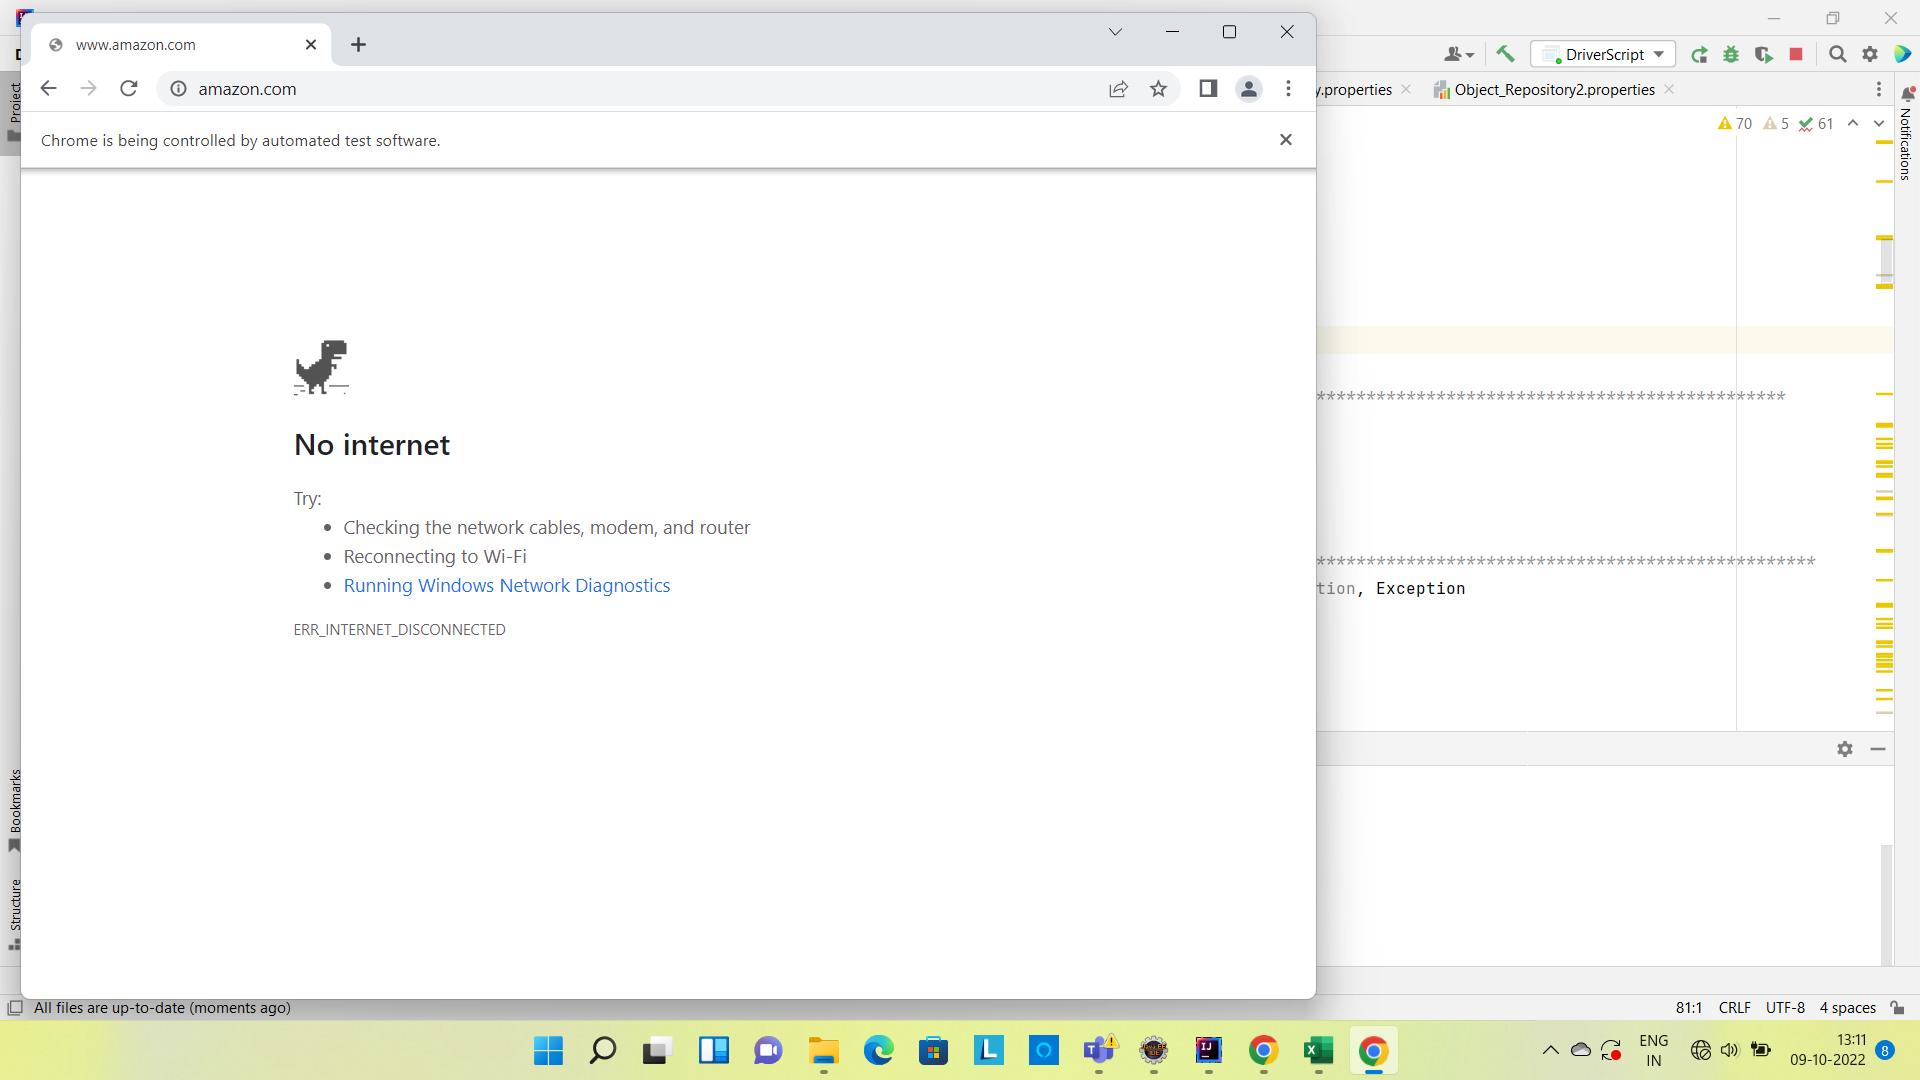 www.amazon.com
DriverScript
amazon.com
y.properties
Object_Repository2.properties
Project
Chrome is being controlled by automated test software.
70 5 61
Notifications
**********************************************
No internet
Try:
Checking the network cables, modem, and router
Reconnecting to Wi-Fi
Running Windows Network Diagnostics
*************************************************
tion, Exception
ERR_INTERNET_DISCONNECTED
Bookmarks
Structure
All files are up-to-date (moments ago)
81:1 CRLF UTF-8 4 spaces
ENG
IN
13:11
09-10-2022
8